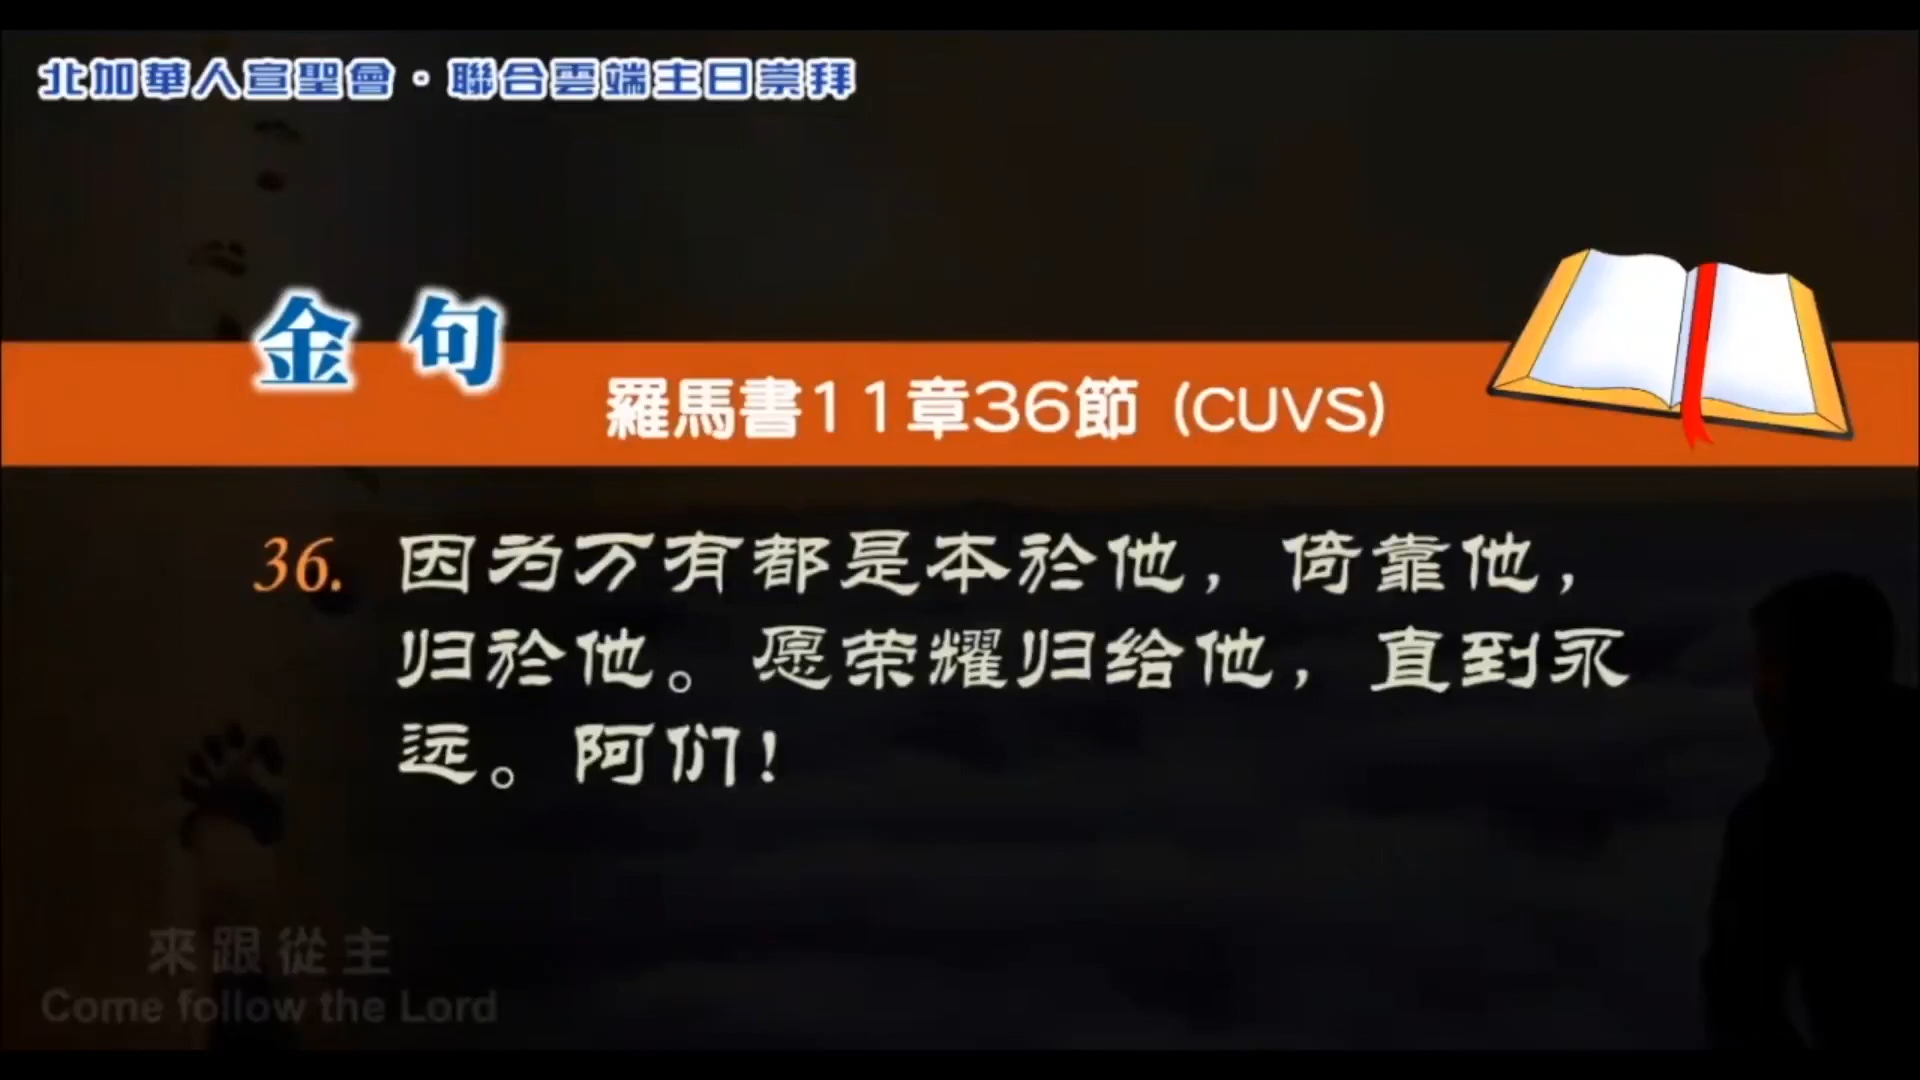 北加華人宣聖會·聯合雲端主日崇拜
金句
羅馬書11章36節 (CUVS)
36. 因为万有都是本於他，倚靠他，
归於他。愿荣耀归给他，直到永
远。阿们！
來跟從主
Come follow the Lord